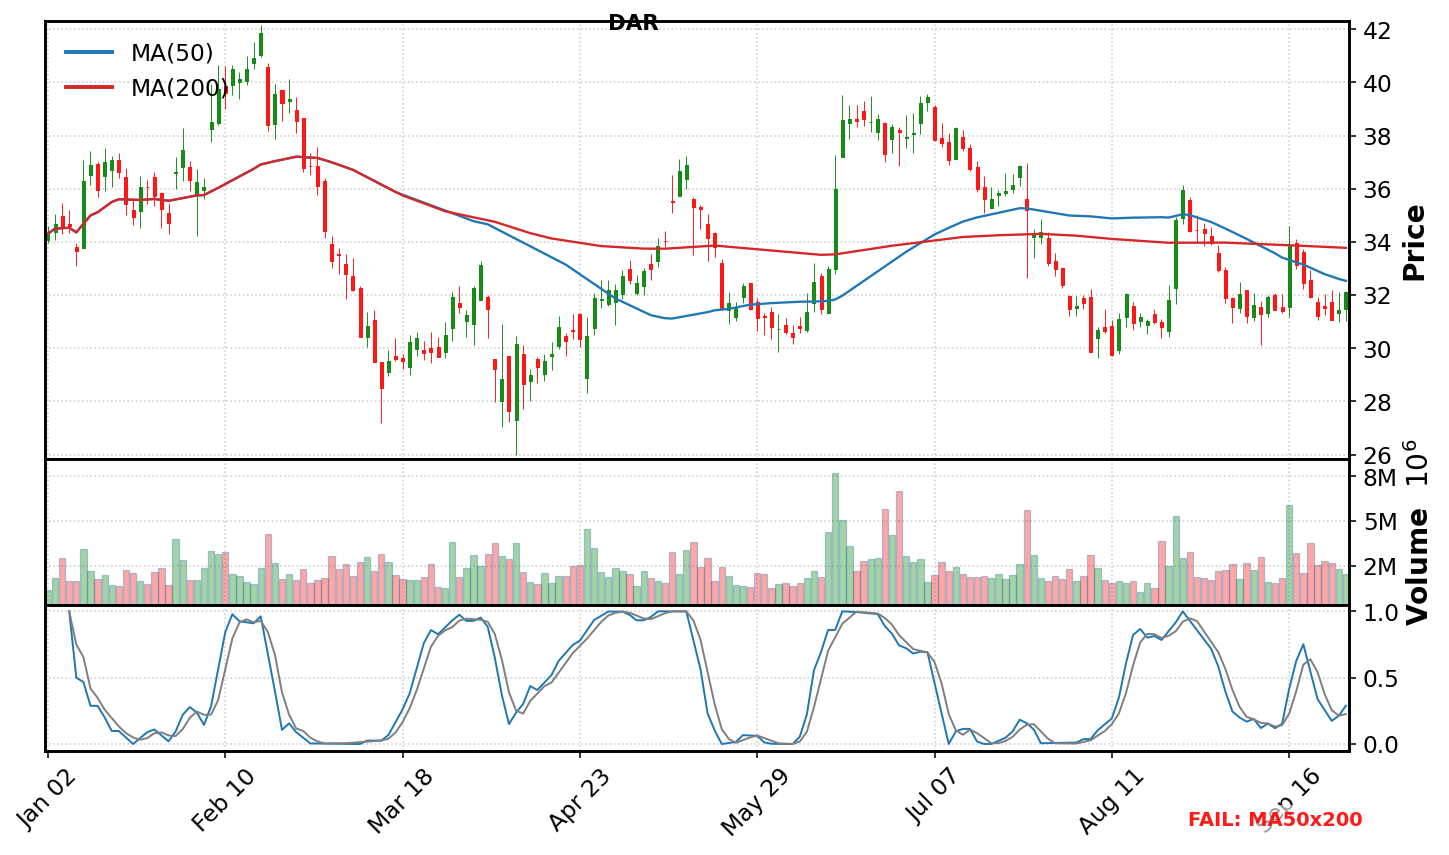 DAR
MA(50)
MA(200)
42
40
38
36
34
32
30
28
26
Price
10^6
8M
5M
2M
Volume
1.0
0.5
0.0
Jan 02
Feb 10
Mar 18
Apr 23
May 29
Jul 07
Aug 11
Sep 16
FAIL: MA50x200